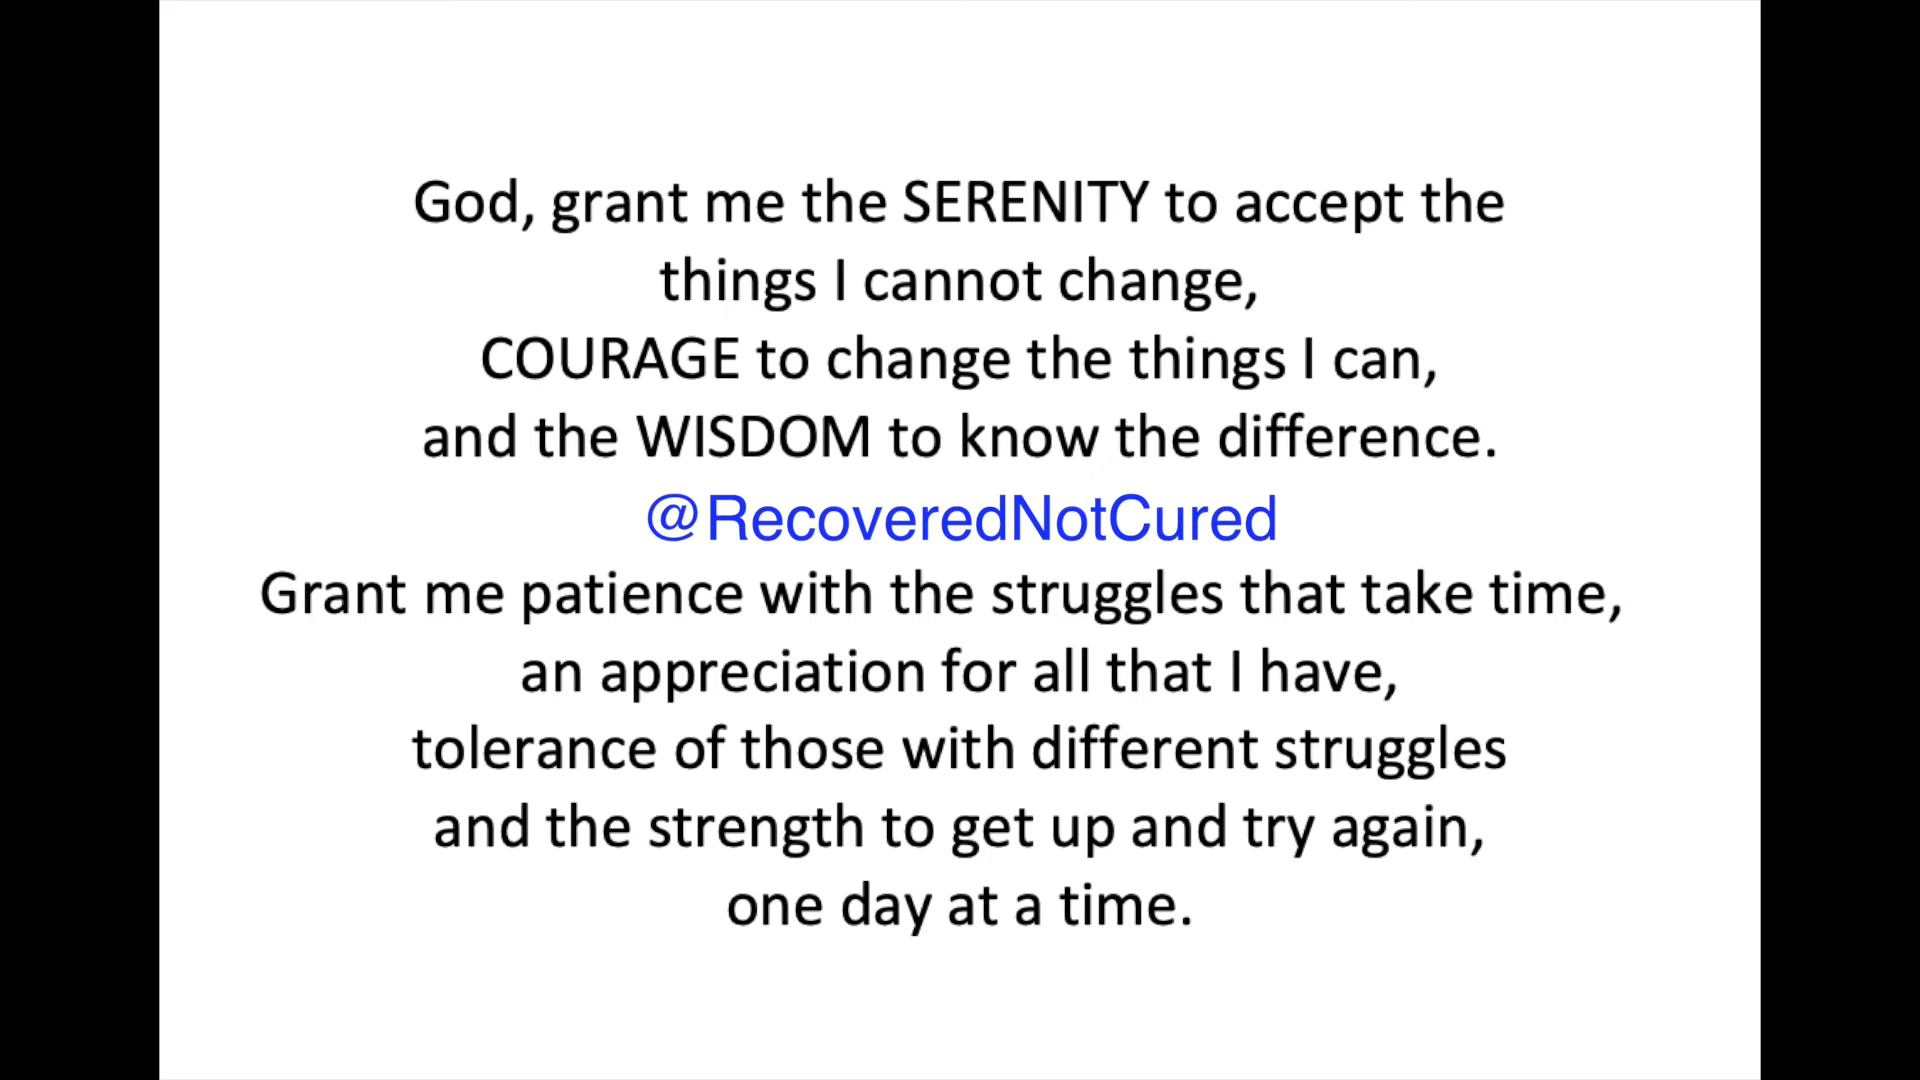 God, grant me the SERENITY to accept the
things I cannot change,
COURAGE to change the things I can,
and the WISDOM to know the difference.
@RecoveredNotCured
Grant me patience with the struggles that take time,
an appreciation for all that I have,
tolerance of those with different struggles
and the strength to get up and try again,
one day at a time.